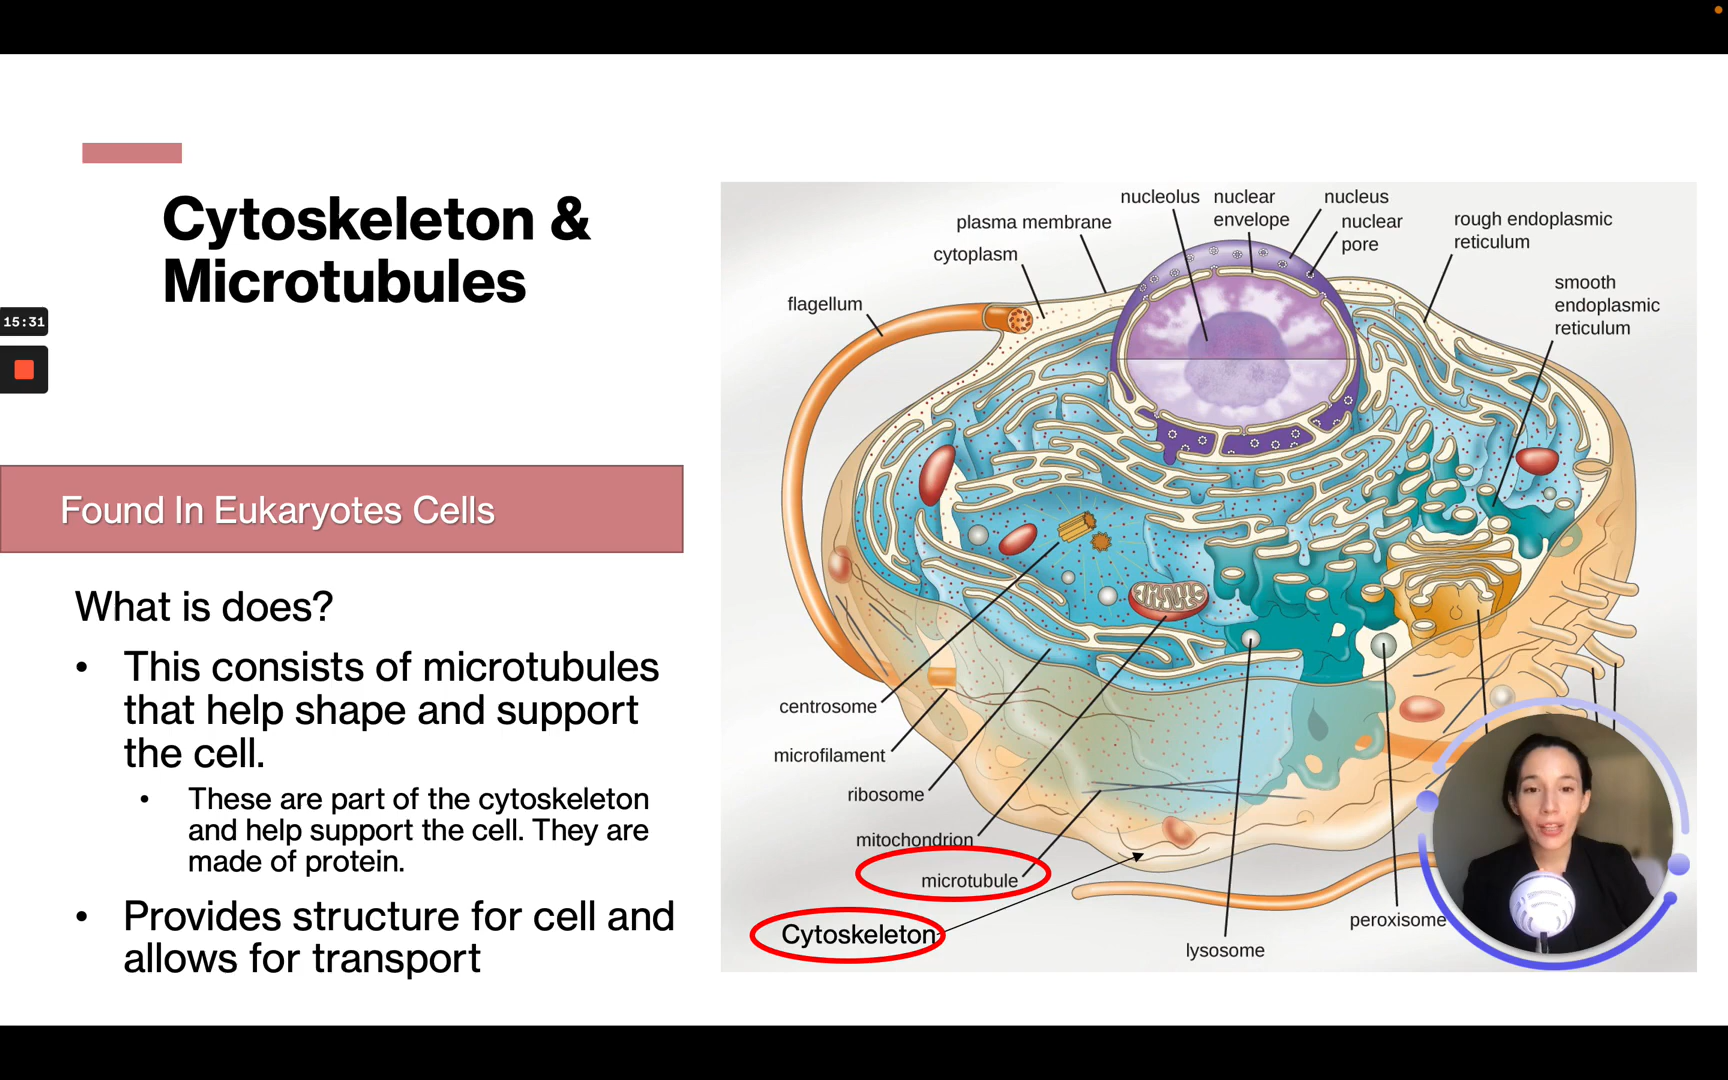 Cytoskeleton &
Microtubules
15:31
Found In Eukaryotes Cells
What is does?
• This consists of microtubules
that help shape and support
the cell.
• These are part of the cytoskeleton
and help support the cell. They are
made of protein.
• Provides structure for cell and
allows for transport
nucleolus
nuclear
envelope
nucleus
nuclear
pore
plasma membrane
cytoplasm
rough endoplasmic
reticulum
smooth
endoplasmic
reticulum
flagellum
centrosome
microfilament
ribosome
mitochondrion
microtubule
Cytoskeleton
lysosome
peroxisome